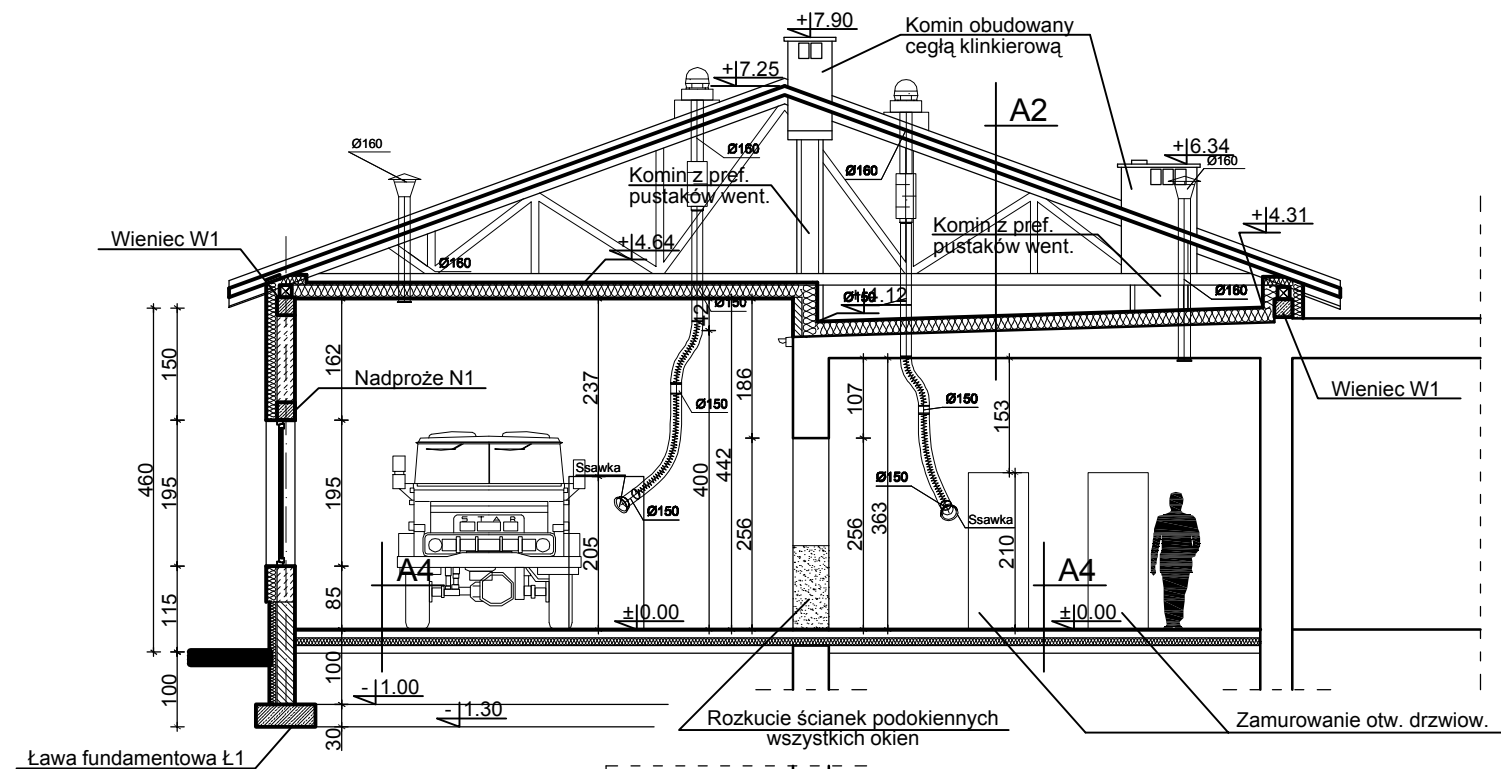 +7.90
Komin obudowany
cegłą klinkierową
+7.25
A2
Ø160
Ø160
Ø160
+6.34
Ø160
Komin z pref.
pustaków went.
Komin z pref.
pustaków went.
+4.31
Wieniec W1
+4.64
Ø160
Ø150
Ø150
Ø160
42
150
162
237
186
107
153
Nadproże N1
Ø150
Ø150
Wieniec W1
460
195
195
400
442
Ssawka
Ø150
Ø150
Ssawka
256
256
363
205
210
A4
A4
115
85
±0.00
±0.00
100
100
- 1.00
- 1.30
30
Rozkucie ścianek podokiennych
wszystkich okien
Zamurowanie otw. drzwiow.
Ława fundamentowa Ł1